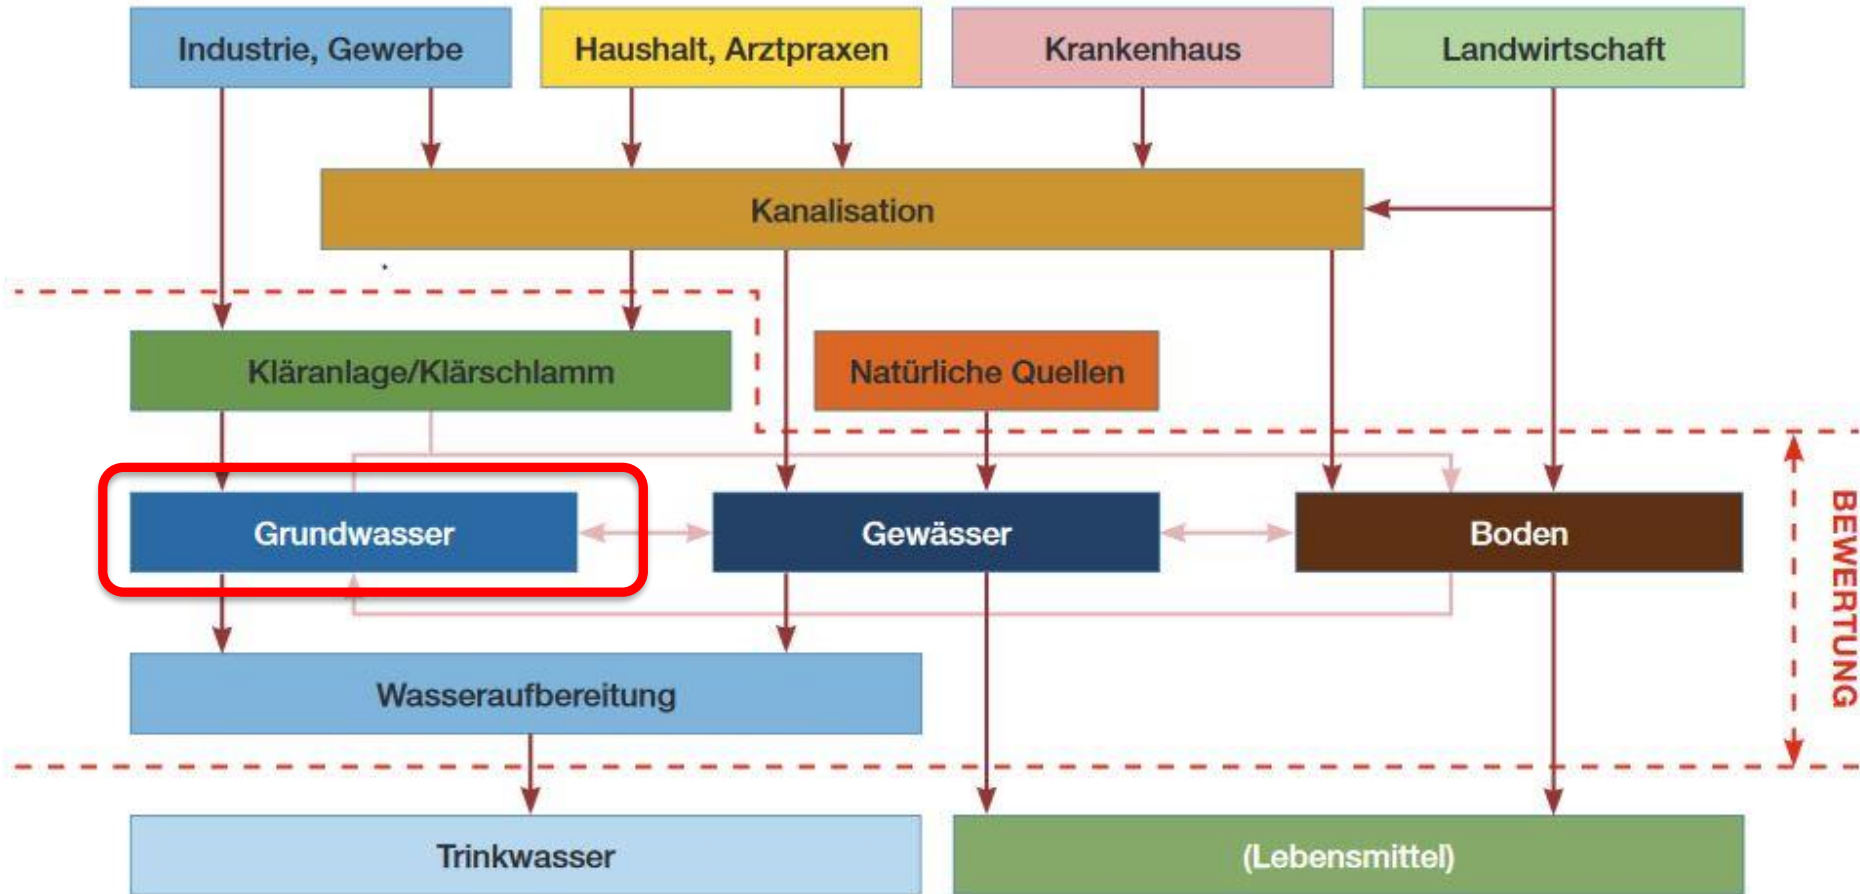 Industrie, Gewerbe
Haushalt, Arztpraxen
Krankenhaus
Landwirtschaft
Kanalisation
Kläranlage/Klärschlamm
Natürliche Quellen
Grundwasser
Gewässer
Boden
BEWERTUNG
Wasseraufbereitung
Trinkwasser
(Lebensmittel)